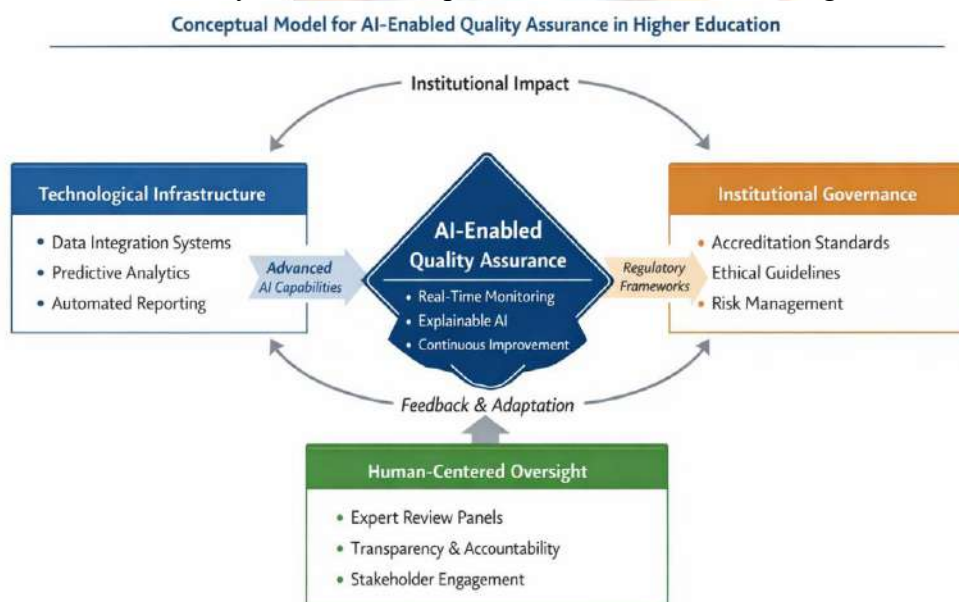 Conceptual Model for AI-Enabled Quality Assurance in Higher Education
Institutional Impact
Technological Infrastructure
• Data Integration Systems
• Predictive Analytics
• Automated Reporting
Advanced
AI Capabilities
AI-Enabled
Quality Assurance
• Real-Time Monitoring
• Explainable AI
• Continuous Improvement
Regulatory
Frameworks
Institutional Governance
• Accreditation Standards
Ethical Guidelines
• Risk Management
Feedback & Adaptation
Human-Centered Oversight
• Expert Review Panels
• Transparency & Accountability
• Stakeholder Engagement